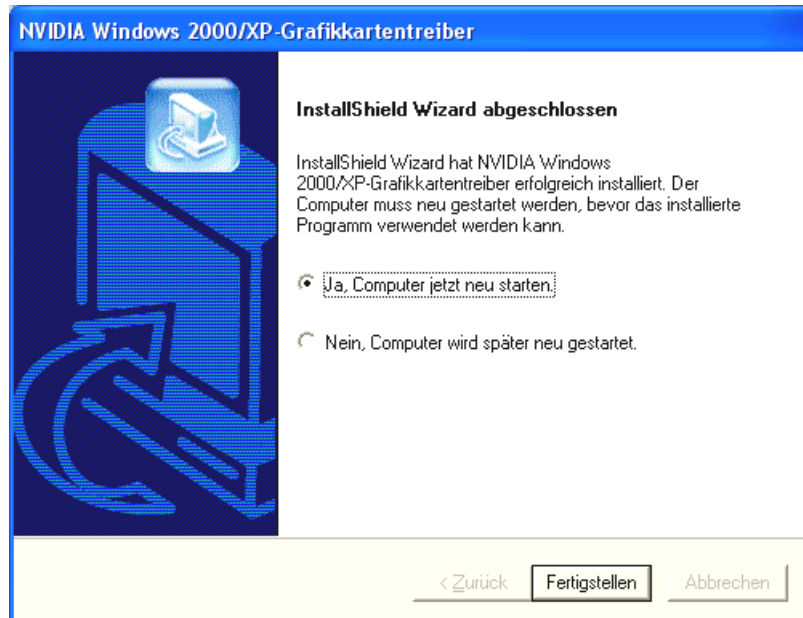 NVIDIA Windows 2000/XP-Grafikkartentreiber
InstallShield Wizard abgeschlossen
InstallShield Wizard hat NVIDIA Windows
2000/XP-Grafikkartentreiber erfolgreich installiert. Der
Computer muss neu gestartet werden, bevor das installierte
Programm verwendet werden kann.
Ja, Computer jetzt neu starten.
Nein, Computer wird später neu gestartet.
< Zurück Fertigstellen Abbrechen